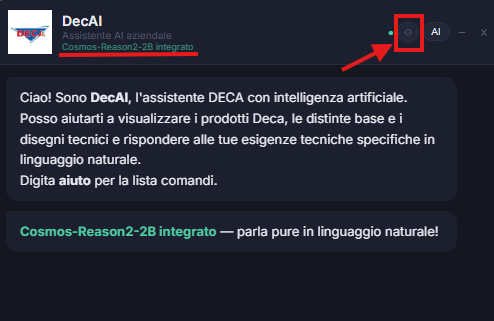 DECA
DecAI
Assistente AI aziendale
Cosmos-Reason2-2B integrato
AI
Ciao! Sono DecAI, l'assistente DECA con intelligenza artificiale.
Posso aiutarti a visualizzare i prodotti Deca, le distinte base e i
disegni tecnici e rispondere alle tue esigenze tecniche specifiche in
linguaggio naturale.
Digita aiuto per la lista comandi.
Cosmos-Reason2-2B integrato — parla pure in linguaggio naturale!